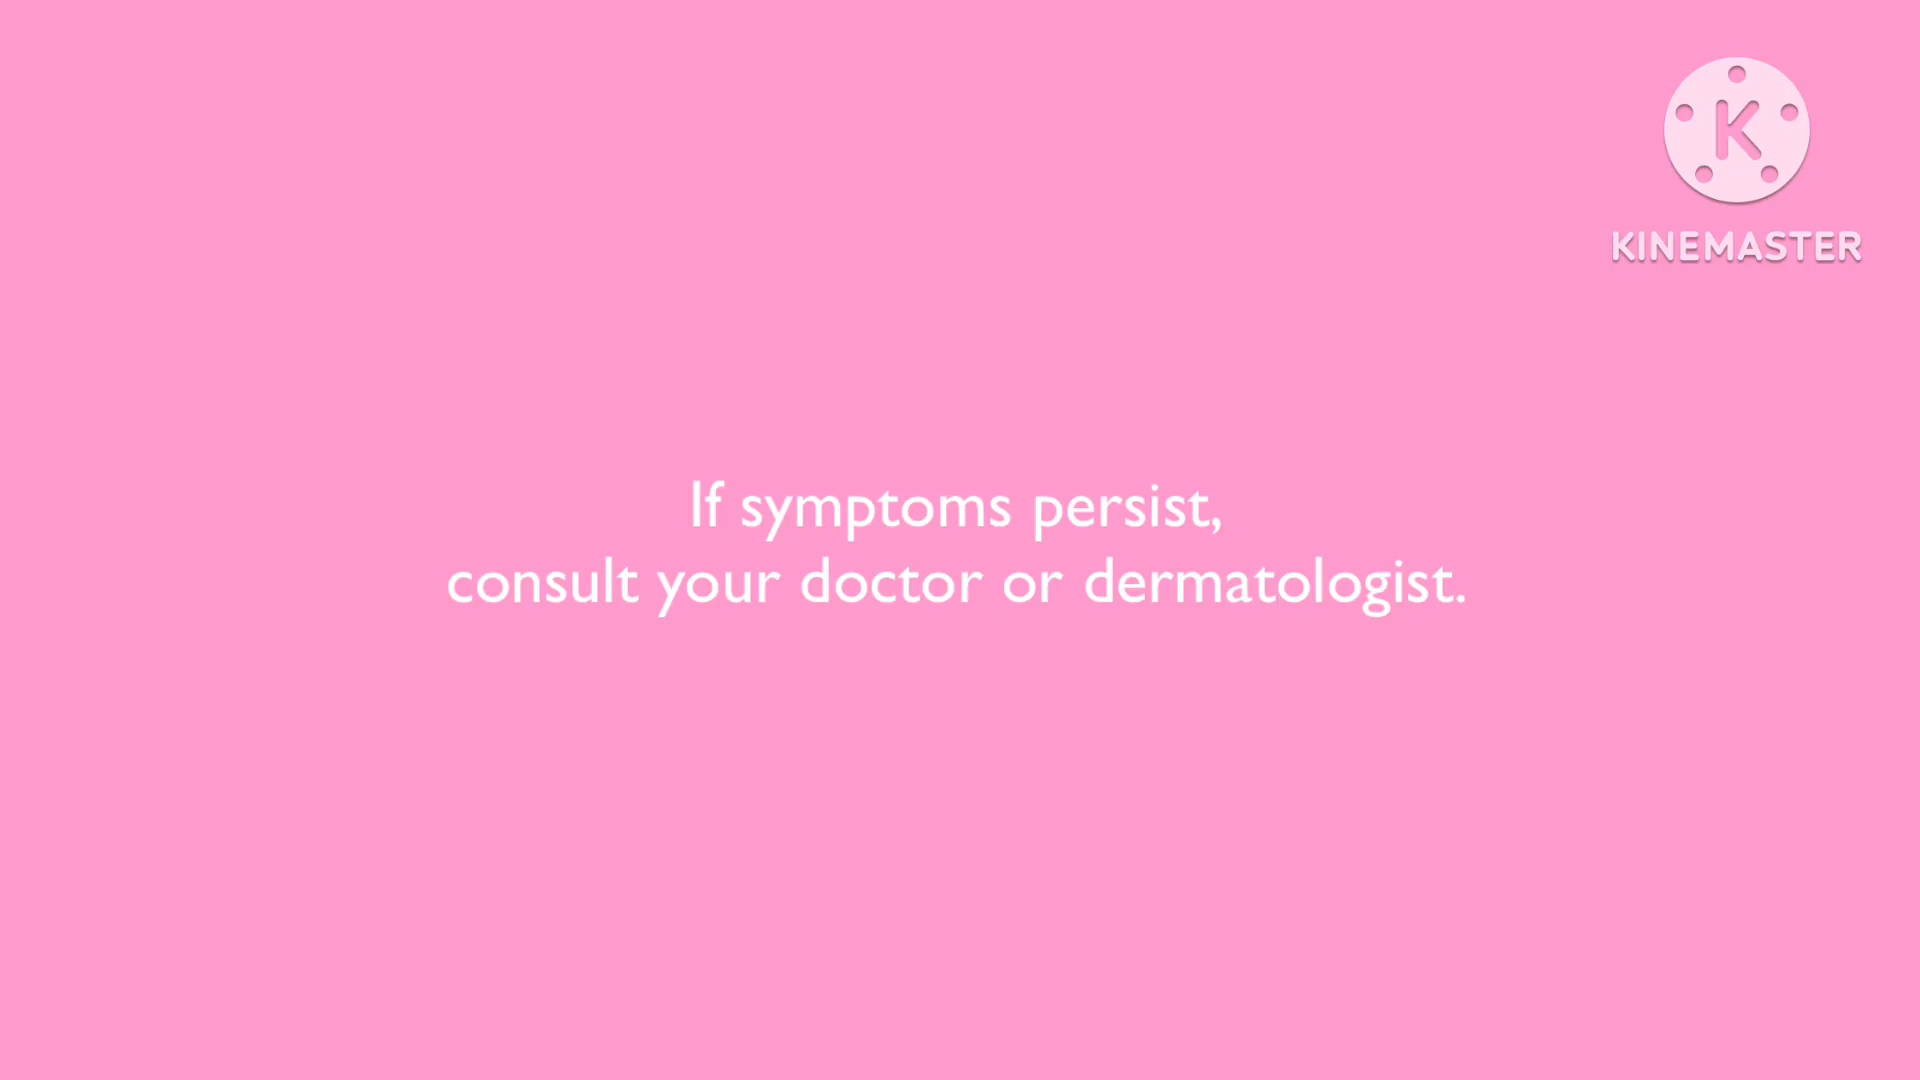 K
KINEMASTER
If symptoms persist,
consult your doctor or dermatologist.